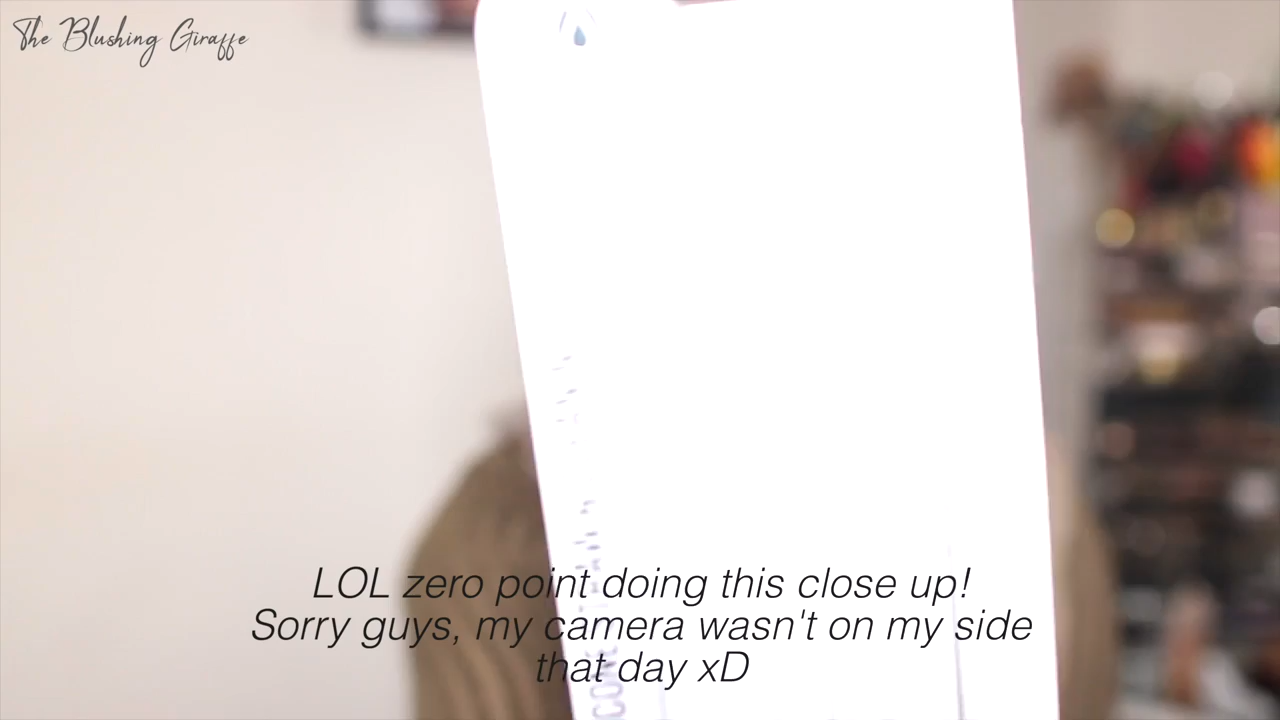 The Blushing Giraffe
LOL zero point doing this close up!
Sorry guys, my camera wasn't on my side
that day xD